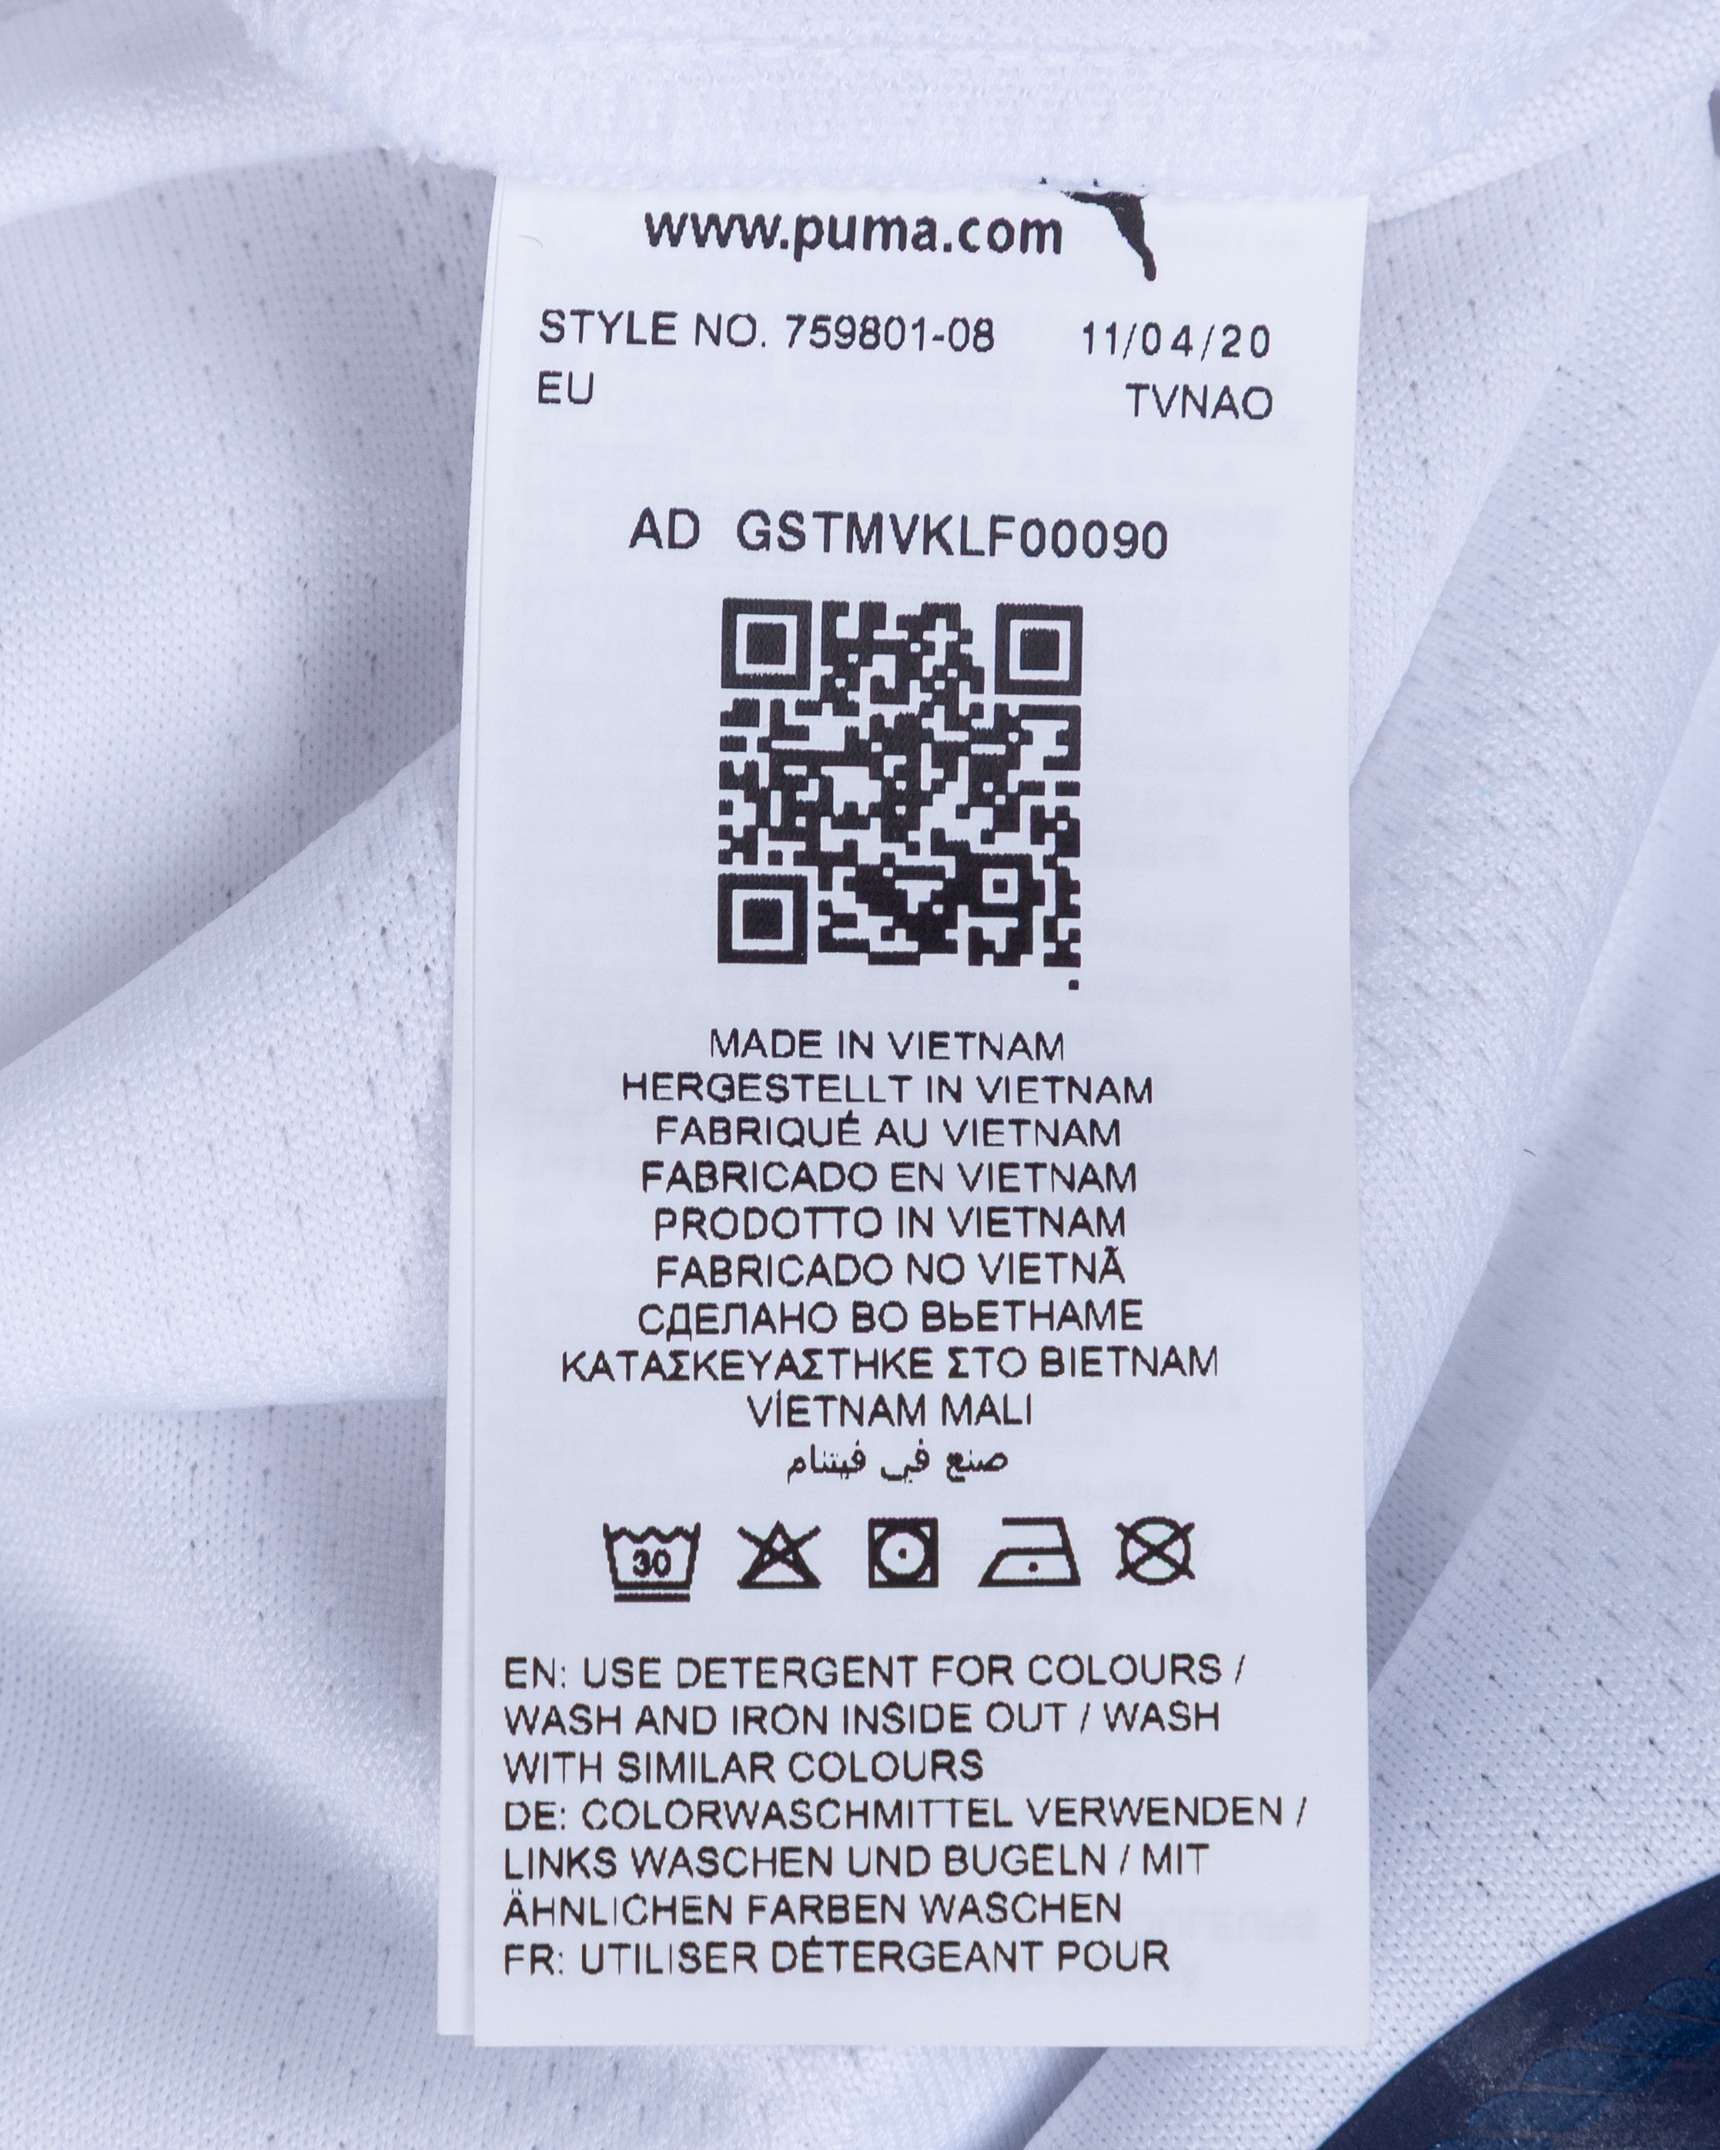 www.puma.com
STYLE NO. 759801-08 11/04/20
EU TVNAO
AD GSTMVKLF00090
MADE IN VIETNAM
HERGESTELLT IN VIETNAM
FABRIQUÉ AU VIETNAM
FABRICADO EN VIETNAM
PRODOTTO IN VIETNAM
FABRICADO NO VIETNÃ
СДЕЛАНО ВО ВЬЕТНАМЕ
ΚΑΤΑΣΚΕΥΑΣΤΗΚΕ ΣΤΟ ΒΙΕΤΝΑΜ
VİETNAM MALI
صنع في فيتنام
30
EN: USE DETERGENT FOR COLOURS /
WASH AND IRON INSIDE OUT / WASH
WITH SIMILAR COLOURS
DE: COLORWASCHMITTEL VERWENDEN /
LINKS WASCHEN UND BUGELN / MIT
ÄHNLICHEN FARBEN WASCHEN
FR: UTILISER DÉTERGEANT POUR